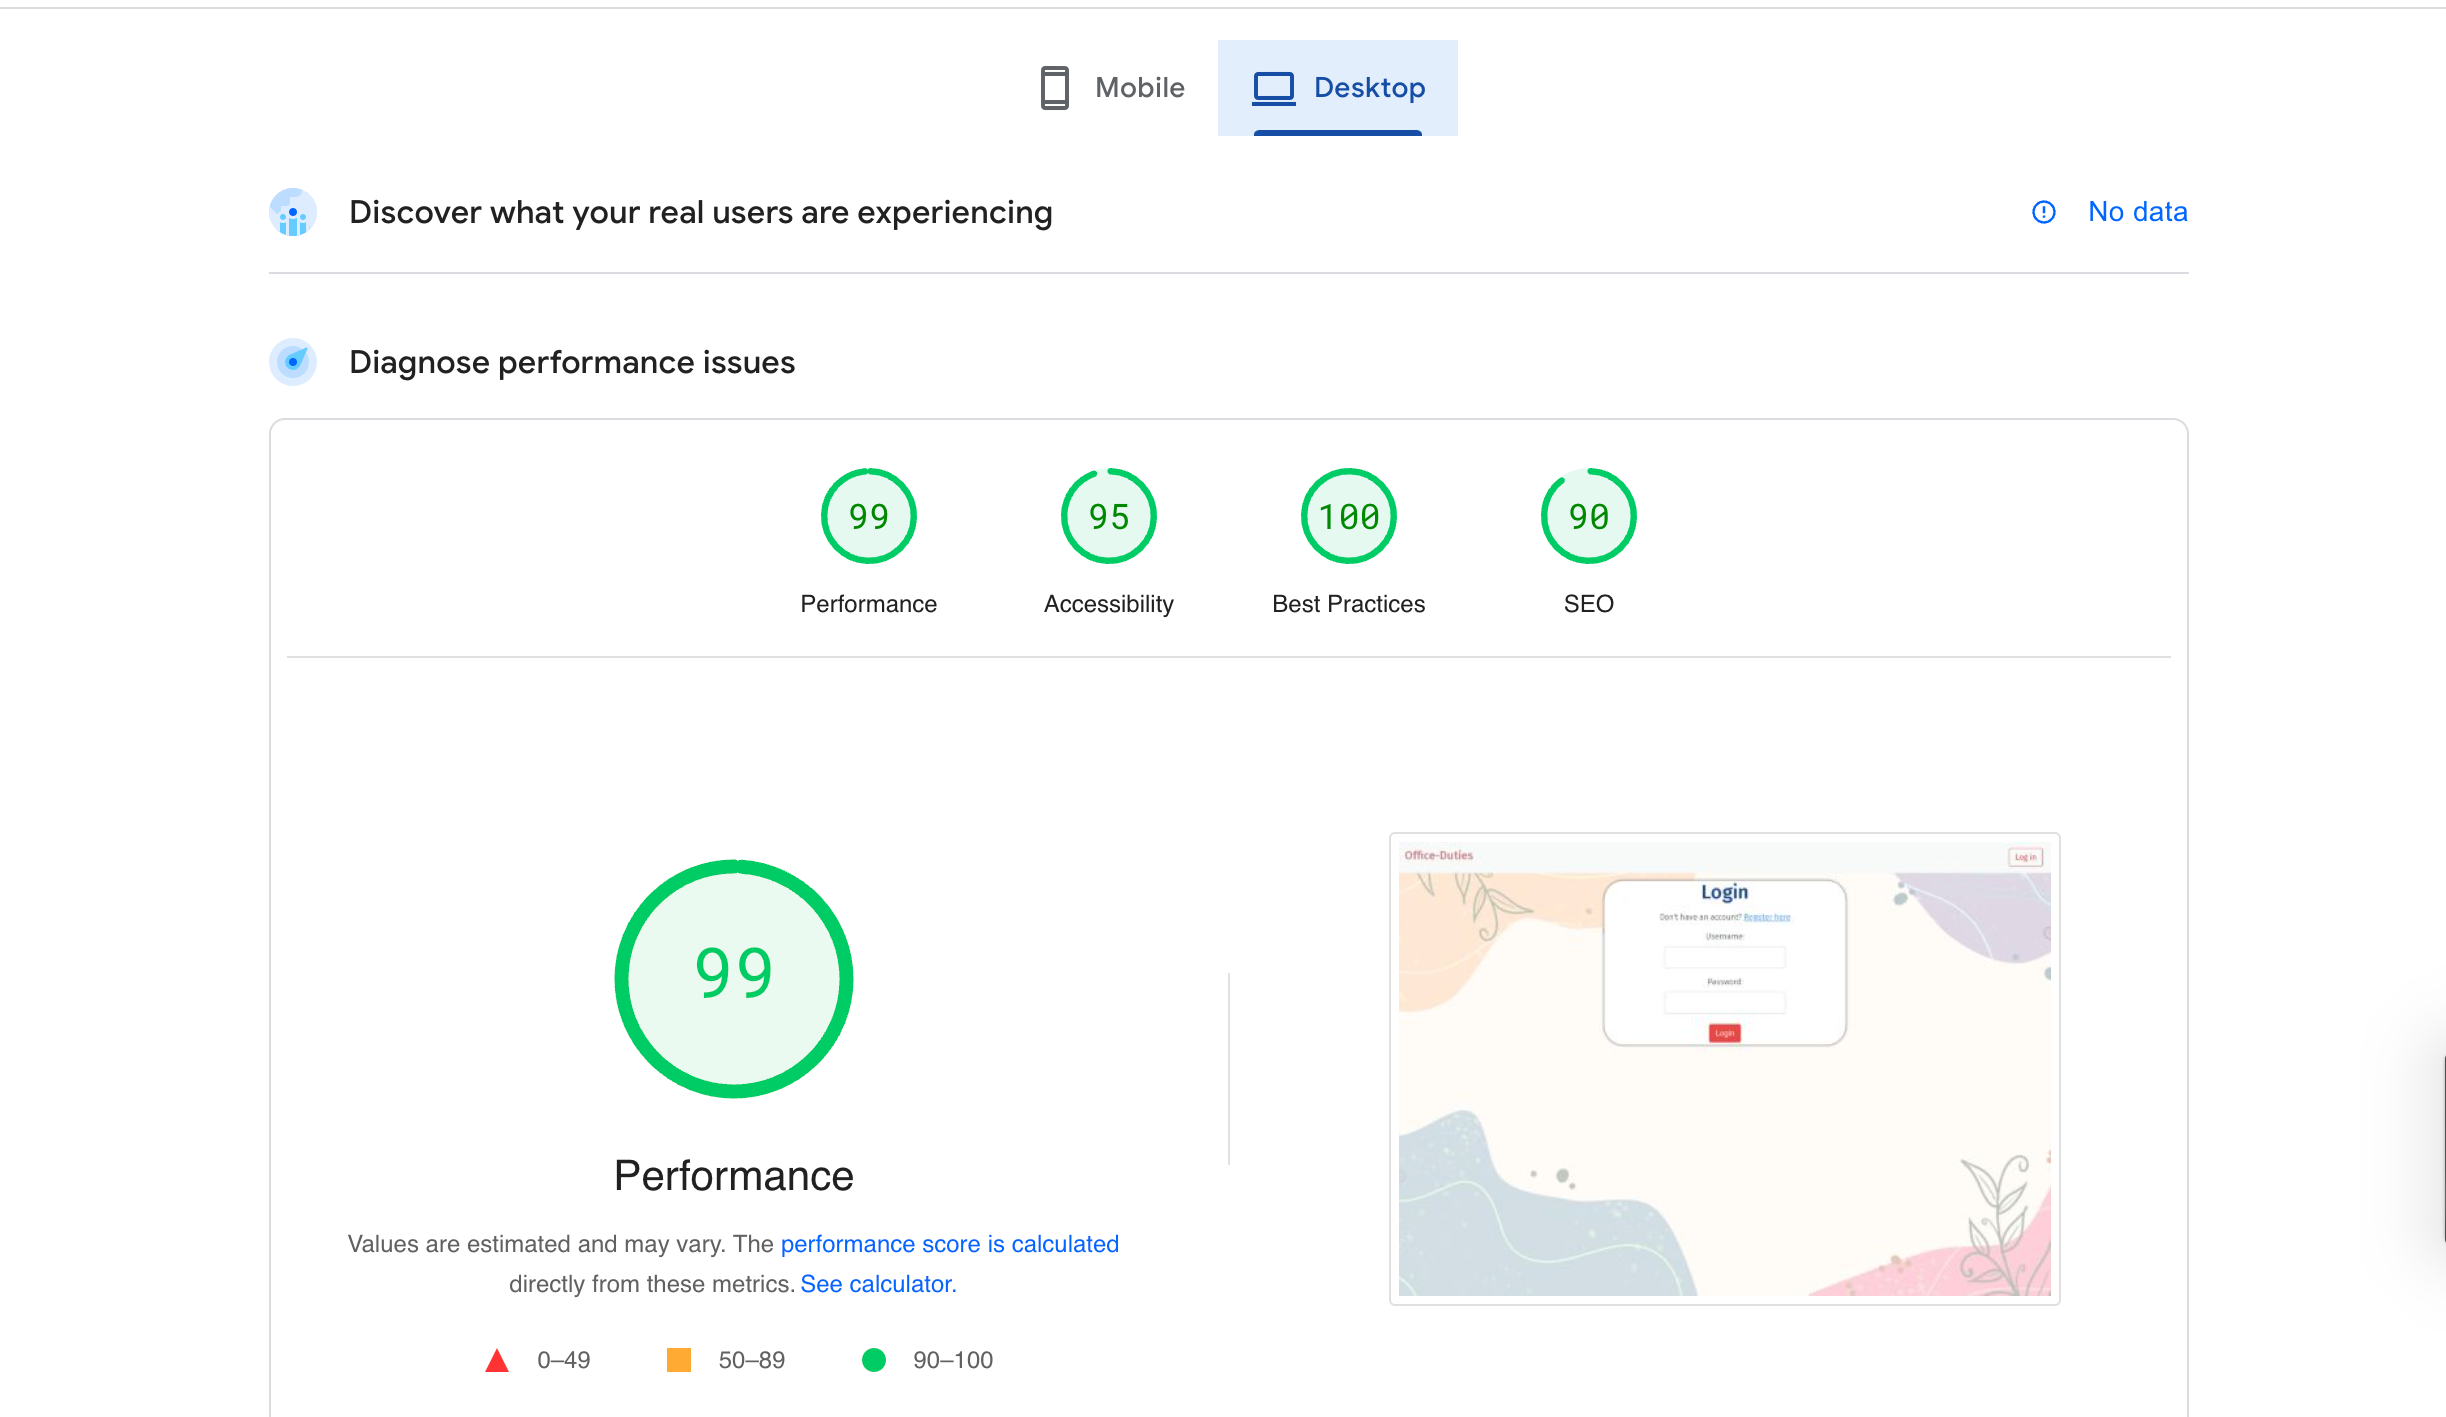 Mobile
Desktop
Discover what your real users are experiencing
No data
Diagnose performance issues
99
95
100
90
Performance
Accessibility
Best Practices
SEO
99
Performance
Values are estimated and may vary. The performance score is calculated
directly from these metrics. See calculator.
0–49
50–89
90–100
Office-Duties
Log in
Login
Don't have an account? Register here
Username:
Password:
Login